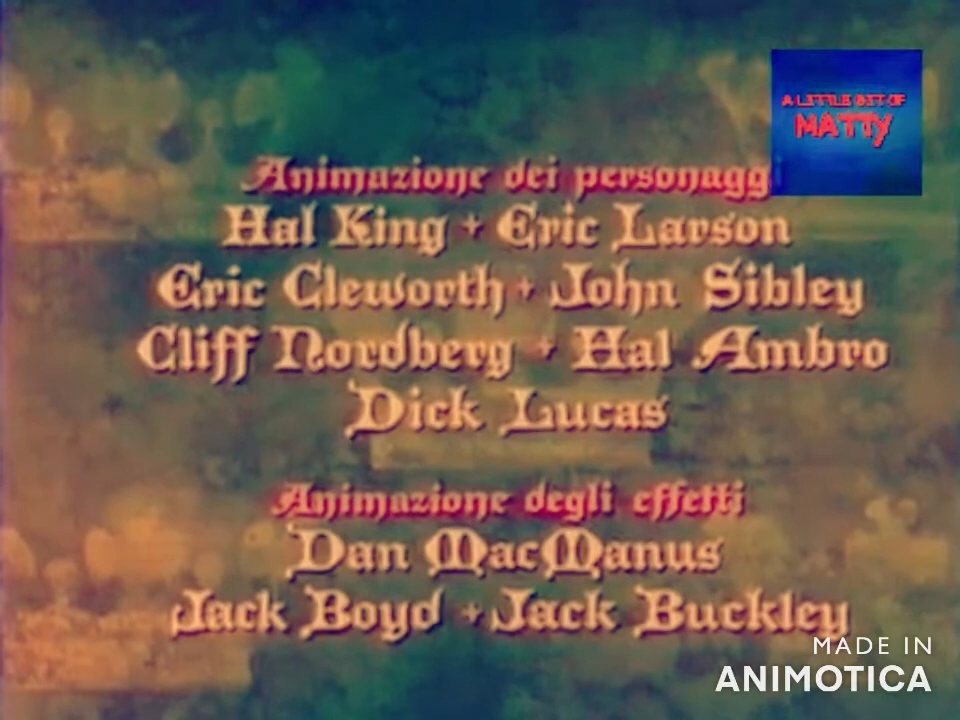 A LITTLE BIT OF
MATTY
Animazione dei personagg
Hal King + Eric Larson
Eric Cleworth + John Sibley
Cliff Nordberg + Hal Ambro
Dick Lucas
Animazione degli effetti
Dan MacManus
Jack Boyd + Jack Buckley
MADE IN
ANIMOTICA